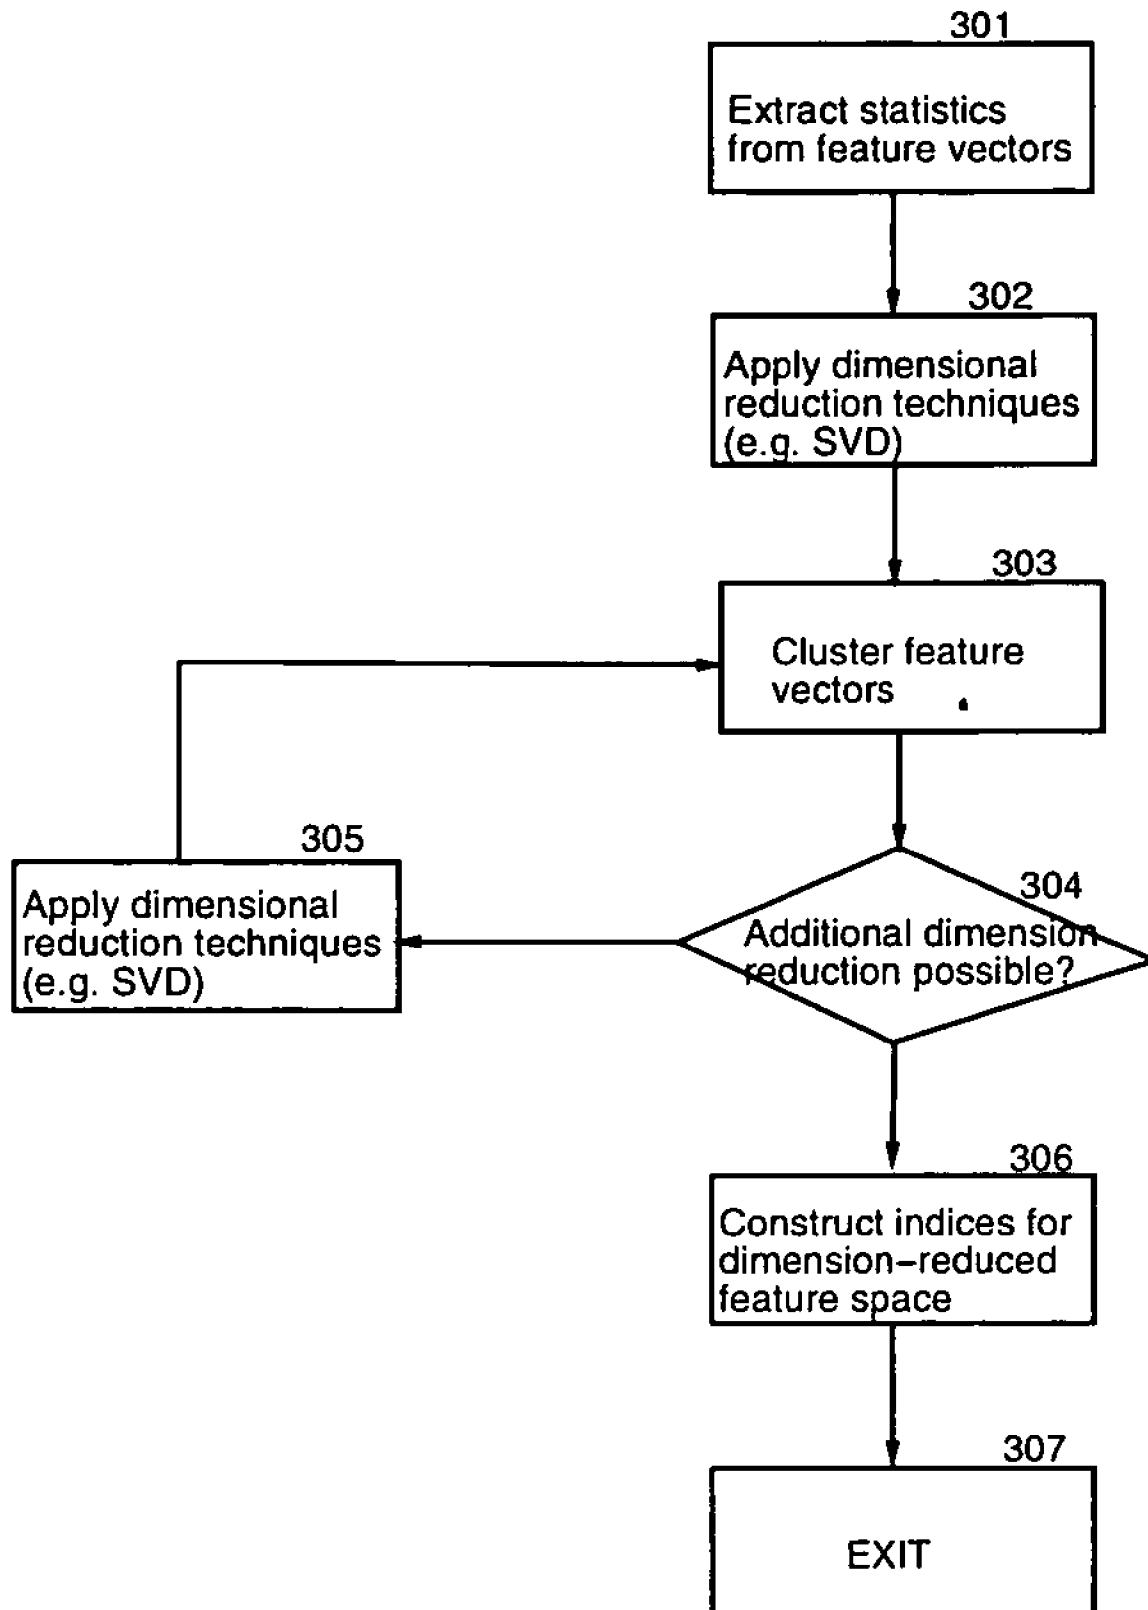 301
Extract statistics
from feature vectors
302
Apply dimensional
reduction techniques
(e.g. SVD)
303
Cluster feature
vectors
305
Apply dimensional
reduction techniques
(e.g. SVD)
304
Additional dimension
reduction possible?
306
Construct indices for
dimension-reduced
feature space
307
EXIT